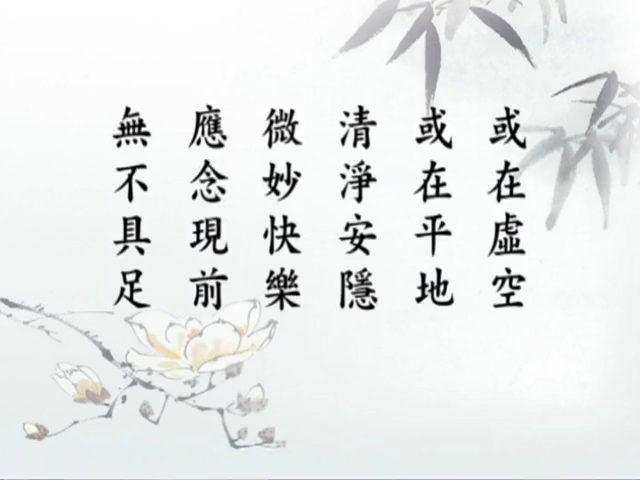 或在虛空
或在平地
清淨安隱
微妙快樂
應念現前
無不具足